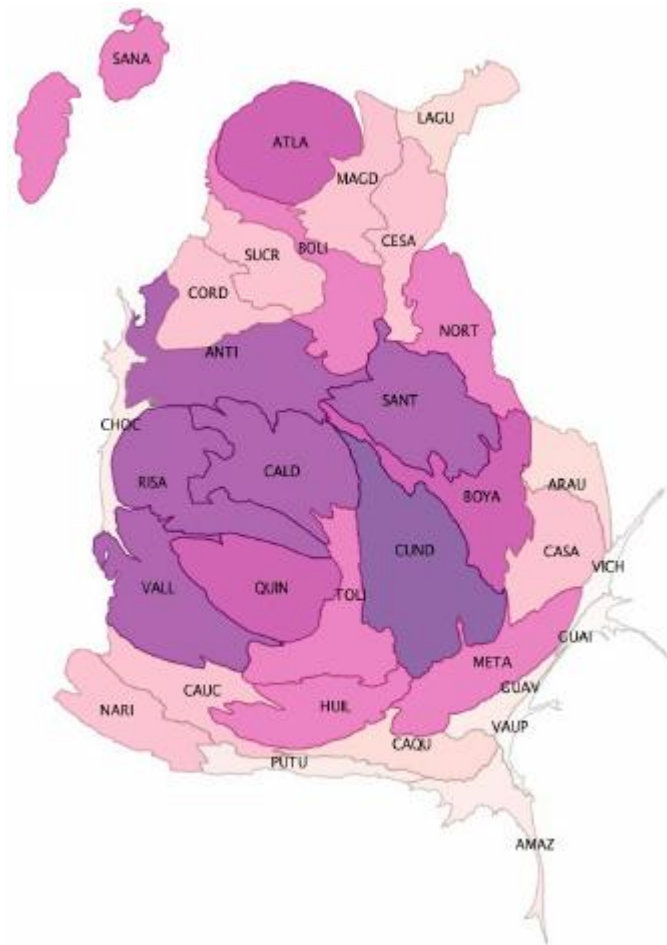 SANA
LAGU
ATLA
MAGD
CESA
SUCR
BOLI
CORD
NORT
ANTI
SANT
CHOC
CALD
RISA
ARAU
BOYA
CUND
CASA
VICH
VALL
QUIN
TOLI
GUAI
META
GUAV
CAUC
HUIL
NARI
VAUP
CAQU
PUTU
AMAZ